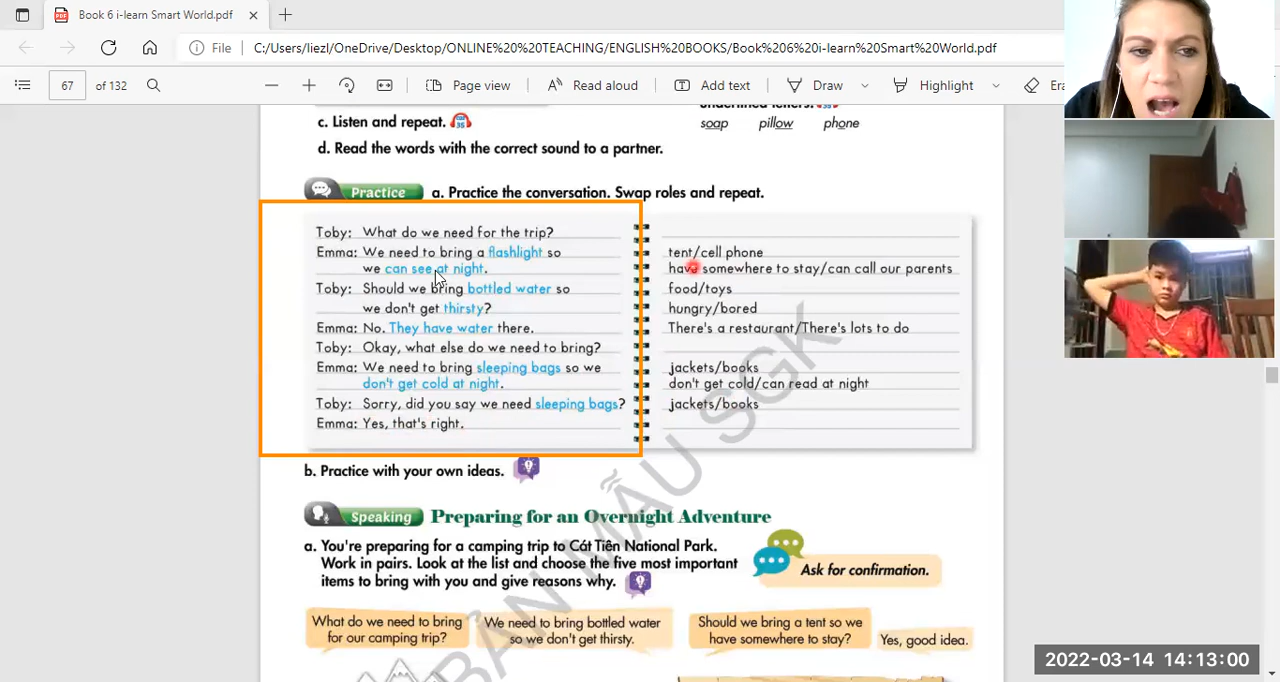 Book 6 i-learn Smart World.pdf
File C:/Users/liezl/OneDrive/Desktop/ONLINE%20%20TEACHING/ENGLISH%20BOOKS/Book%206%20i-learn%20Smart%20World.pdf
67 of 132 Page view Read aloud Add text Draw Highlight
underlined letters.
c. Listen and repeat.
soap pillow phone
d. Read the words with the correct sound to a partner.
Practice a. Practice the conversation. Swap roles and repeat.
Toby: What do we need for the trip?
Emma: We need to bring a flashlight so
we can see at night.
Toby: Should we bring bottled water so
we don't get thirsty?
Emma: No. They have water there.
Toby: Okay, what else do we need to bring?
Emma: We need to bring sleeping bags so we
don't get cold at night.
Toby: Sorry, did you say we need sleeping bags?
Emma: Yes, that's right.
tent/cell phone
have somewhere to stay/can call our parents
food/toys
hungry/bored
There's a restaurant/There's lots to do
jackets/books
don't get cold/can read at night
jackets/books
b. Practice with your own ideas.
Speaking Preparing for an Overnight Adventure
a. You're preparing for a camping trip to Cát Tiên National Park.
Work in pairs. Look at the list and choose the five most important
items to bring with you and give reasons why.
Ask for confirmation.
What do we need to bring
for our camping trip?
We need to bring bottled water
so we don't get thirsty.
Should we bring a tent so we
have somewhere to stay?
Yes, good idea.
BẢN MẪU SGK
2022-03-14 14:13:00